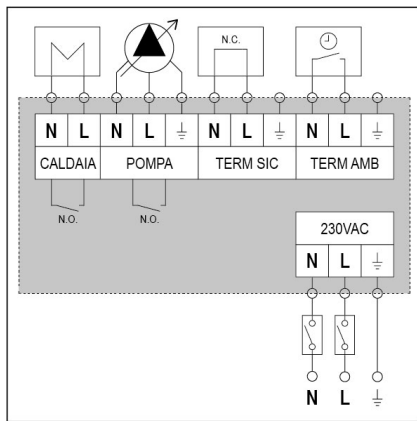 N.C.
N L N L ⏚ N L ⏚ N L ⏚
CALDAIA POMPA TERM SIC TERM AMB
N.O. N.O.
230VAC
N L ⏚
N L ⏚